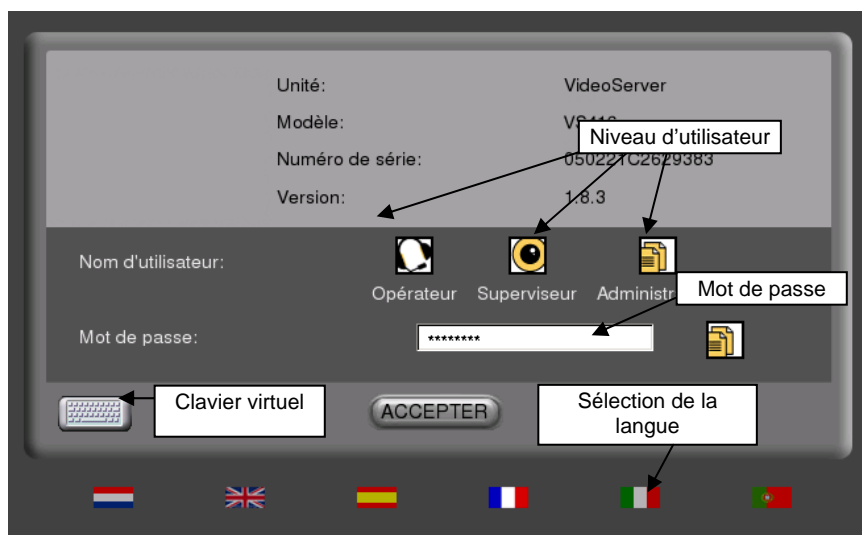 Unité: VideoServer
Modèle:
Niveau d'utilisateur
Numéro de série: 050221C2629383
Version: 1.8.3
Nom d'utilisateur:
Opérateur Superviseur
Mot de passe
Mot de passe: ********
Clavier virtuel
ACCEPTER
Sélection de la
langue